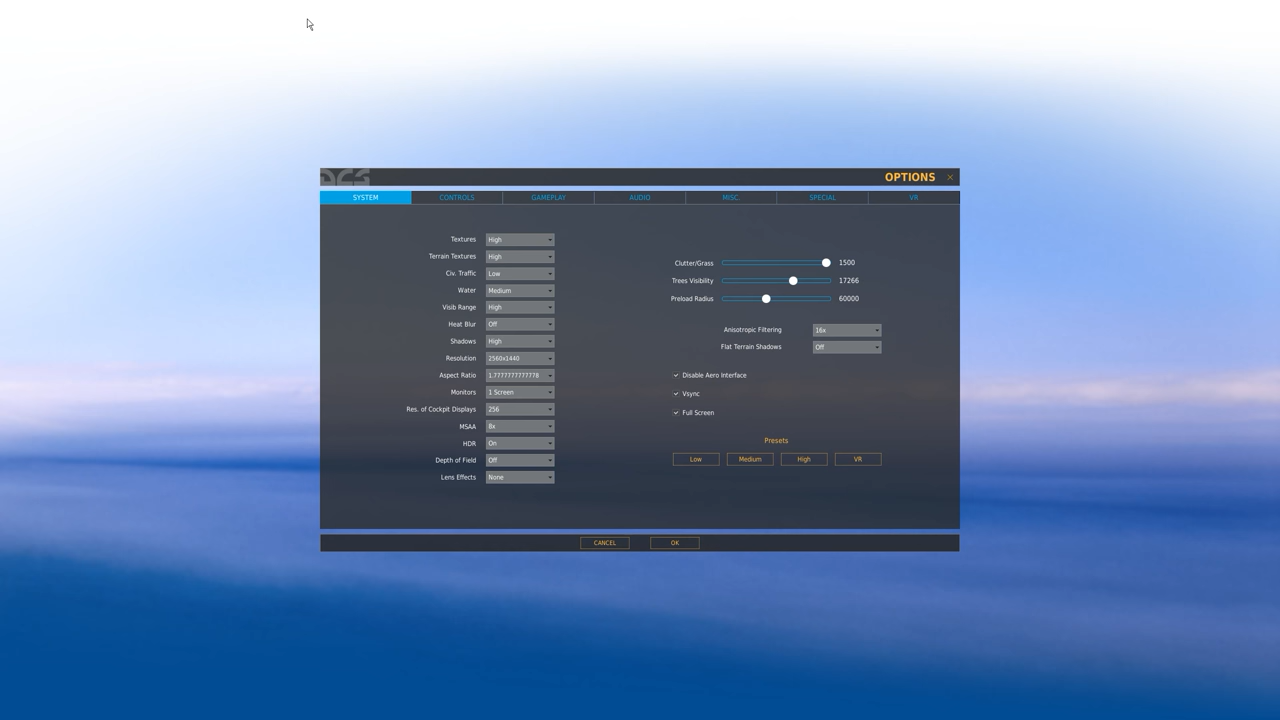 DCS
OPTIONS
SYSTEM CONTROLS GAMEPLAY AUDIO MISC. SPECIAL VR
Textures High
Terrain Textures High
Civ. Traffic Low
Water Medium
Visib Range High
Heat Blur Off
Shadows High
Resolution 2560x1440
Aspect Ratio 1.7777777777778
Monitors 1 Screen
Res. of Cockpit Displays 256
MSAA 8x
HDR On
Depth of Field Off
Lens Effects None
Clutter/Grass 1500
Trees Visibility 17266
Preload Radius 60000
Anisotropic Filtering 16x
Flat Terrain Shadows Off
Disable Aero Interface
Vsync
Full Screen
Presets
Low Medium High VR
CANCEL OK